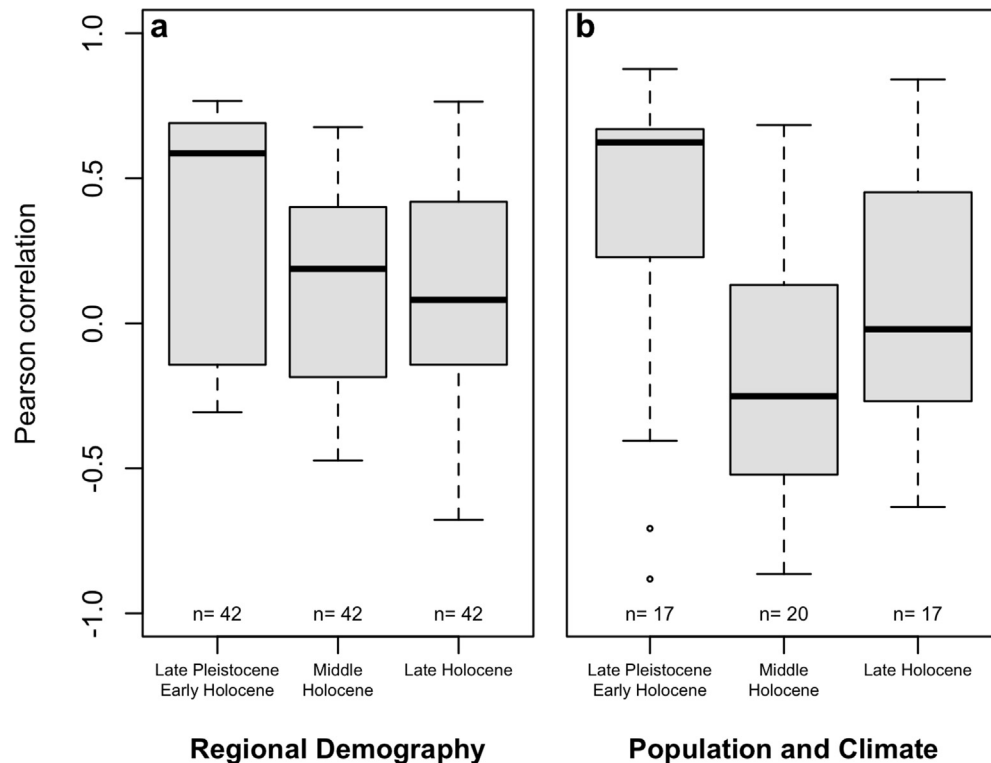 a
b
Pearson correlation
1.0
0.5
0.0
-0.5
-1.0
n= 42
n= 42
n= 42
n= 17
n= 20
n= 17
Late Pleistocene
Early Holocene
Middle
Holocene
Late Holocene
Late Pleistocene
Early Holocene
Middle
Holocene
Late Holocene
Regional Demography
Population and Climate